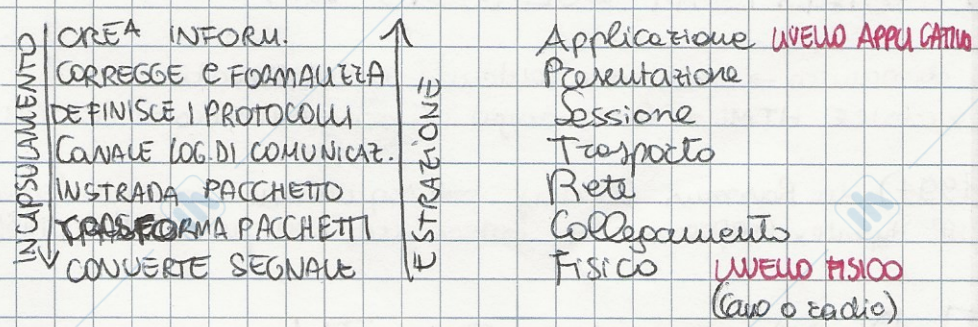 INCAPSULAMENTO
CREA INFORM.
CORREGGE e FORMALIZZA
DEFINISCE I PROTOCOLLI
CANALE LOG. DI COMUNICAZ.
INSTRADA PACCHETTO
TRASFORMA PACCHETTI
CONVERTE SEGNALE
ESTRAZIONE
Applicazione LIVELLO APPLICATIVO
Presentazione
Sessione
Trasporto
Rete
Collegamento
Fisico LIVELLO FISICO
(cavo o radio)